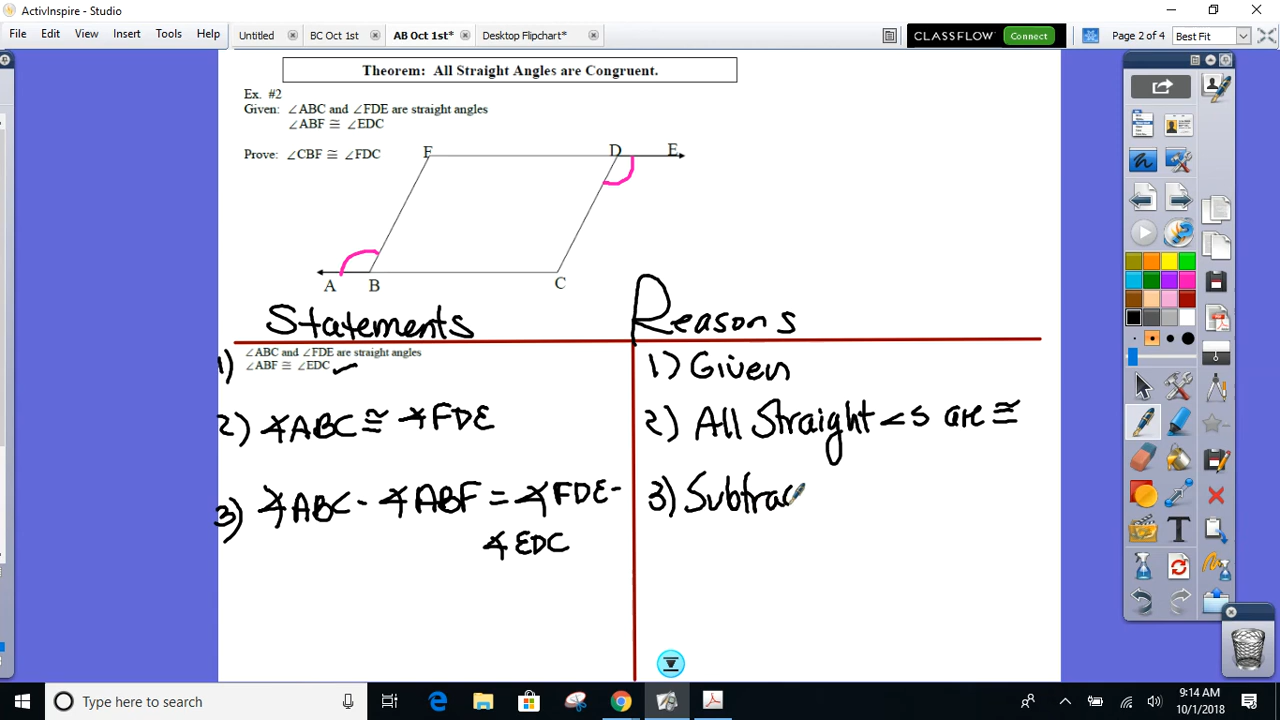 ActivInspire - Studio
File Edit View Insert Tools Help
Untitled BC Oct 1st AB Oct 1st* Desktop Flipchart*
CLASSFLOW Connect
Page 2 of 4 Best Fit
Theorem: All Straight Angles are Congruent.
Ex. #2
Given: ∠ABC and ∠FDE are straight angles
∠ABF ≅ ∠EDC
Prove: ∠CBF ≅ ∠FDC
F D E
A B C
Statements Reasons
1) ∠ABC and ∠FDE are straight angles
∠ABF ≅ ∠EDC ✓
1) Given
2) ∡ABC ≅ ∡FDE
2) All Straight <s are ≅
3) ∡ABC - ∡ABF = ∡FDE -
∡EDC
3) Subtrac
Type here to search
9:14 AM
10/1/2018